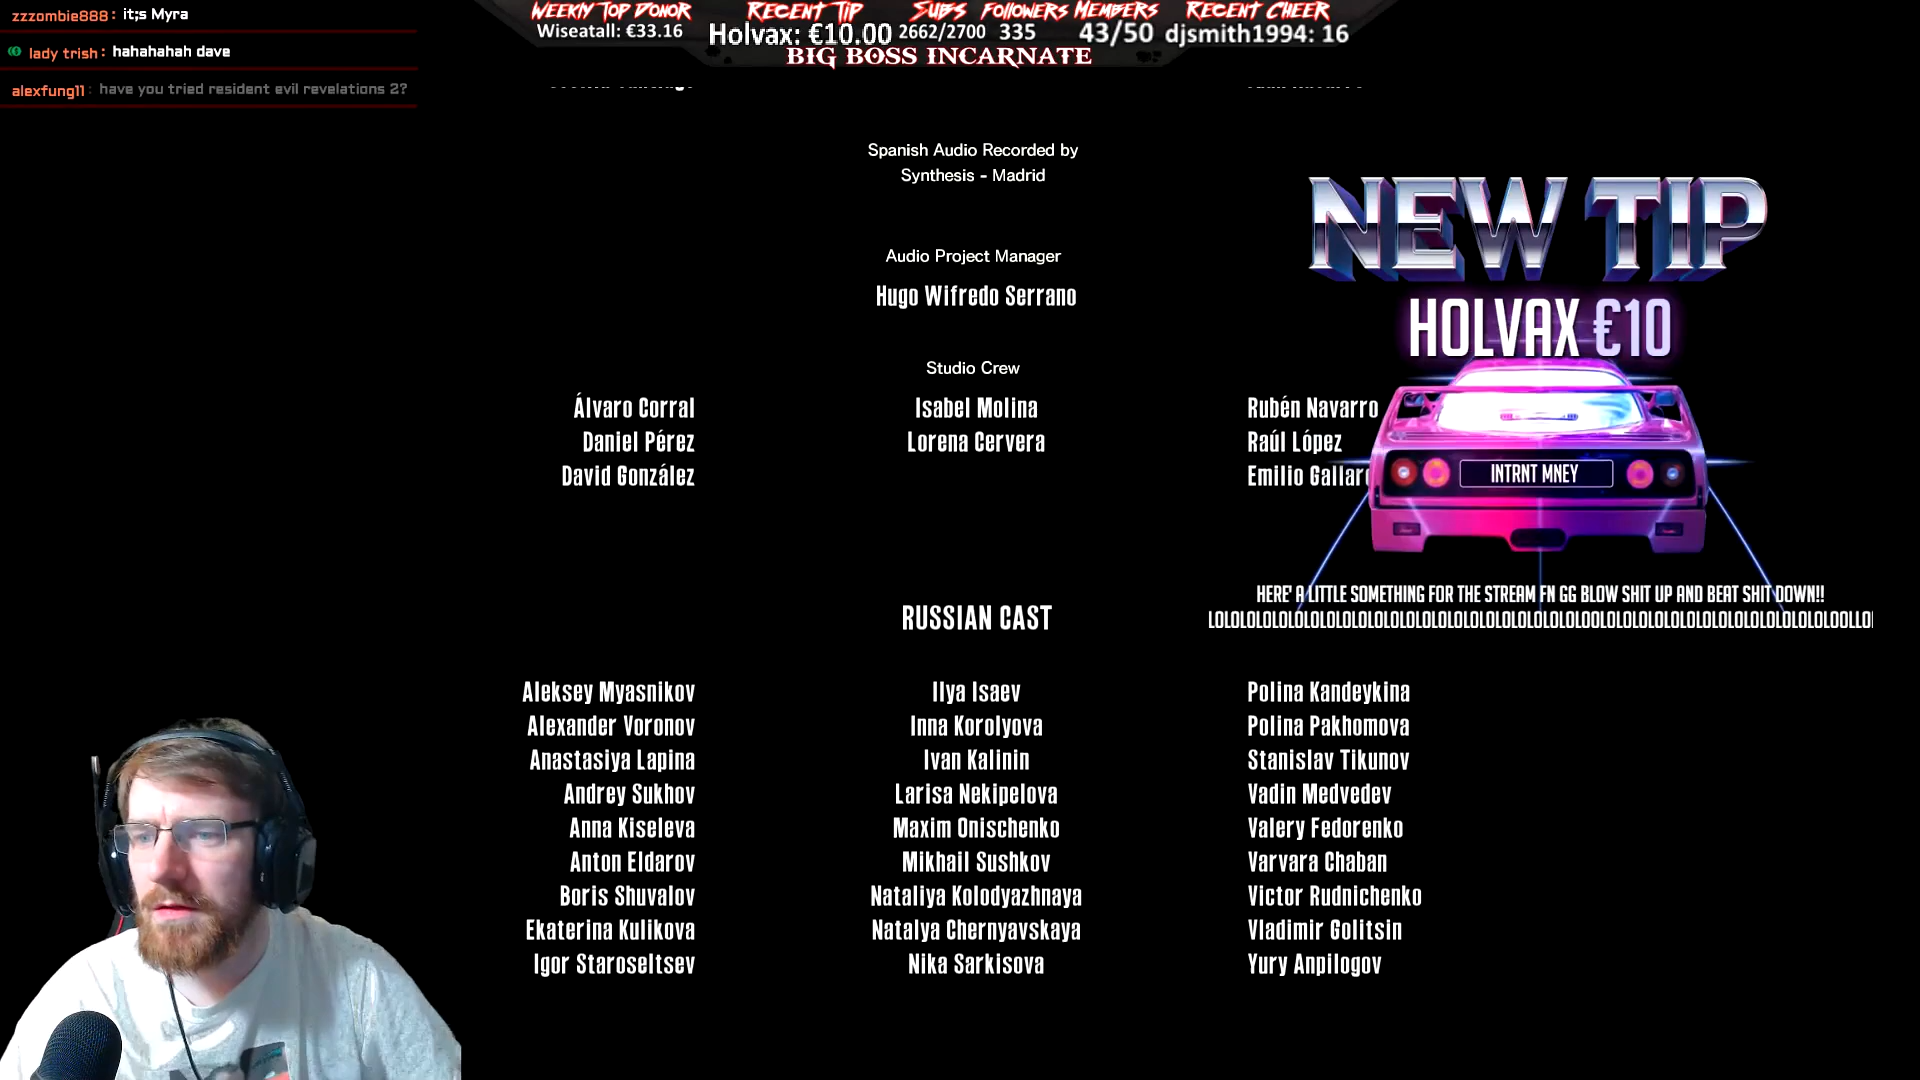 zzzombie888 : it;s Myra
lady trish : hahahahah dave
alexfung11 : have you tried resident evil revelations 2?
Weekly Top Donor
Wiseatall: €33.16
Recent Tip
Holvax: €10.00
Subs
2662/2700
Followers
335
Members
43/50
Recent Cheer
djsmith1994: 16
BIG BOSS INCARNATE
Spanish Audio Recorded by
Synthesis - Madrid
Audio Project Manager
Hugo Wifredo Serrano
Studio Crew
Álvaro Corral Isabel Molina Rubén Navarro
Daniel Pérez Lorena Cervera Raúl López
David González Emilio
NEW TIP
HOLVAX €10
INTRNT MNEY
HERE' A LITTLE SOMETHING FOR THE STREAM FN GG BLOW SHIT UP AND BEAT SHIT DOWN!!
RUSSIAN CAST
Aleksey Myasnikov Ilya Isaev Polina Kandeykina
Alexander Voronov Inna Korolyova Polina Pakhomova
Anastasiya Lapina Ivan Kalinin Stanislav Tikunov
Andrey Sukhov Larisa Nekipelova Vadin Medvedev
Anna Kiseleva Maxim Onischenko Valery Fedorenko
Anton Eldarov Mikhail Sushkov Varvara Chaban
Boris Shuvalov Nataliya Kolodyazhnaya Victor Rudnichenko
Ekaterina Kulikova Natalya Chernyavskaya Vladimir Golitsin
Igor Staroseltsev Nika Sarkisova Yury Anpilogov